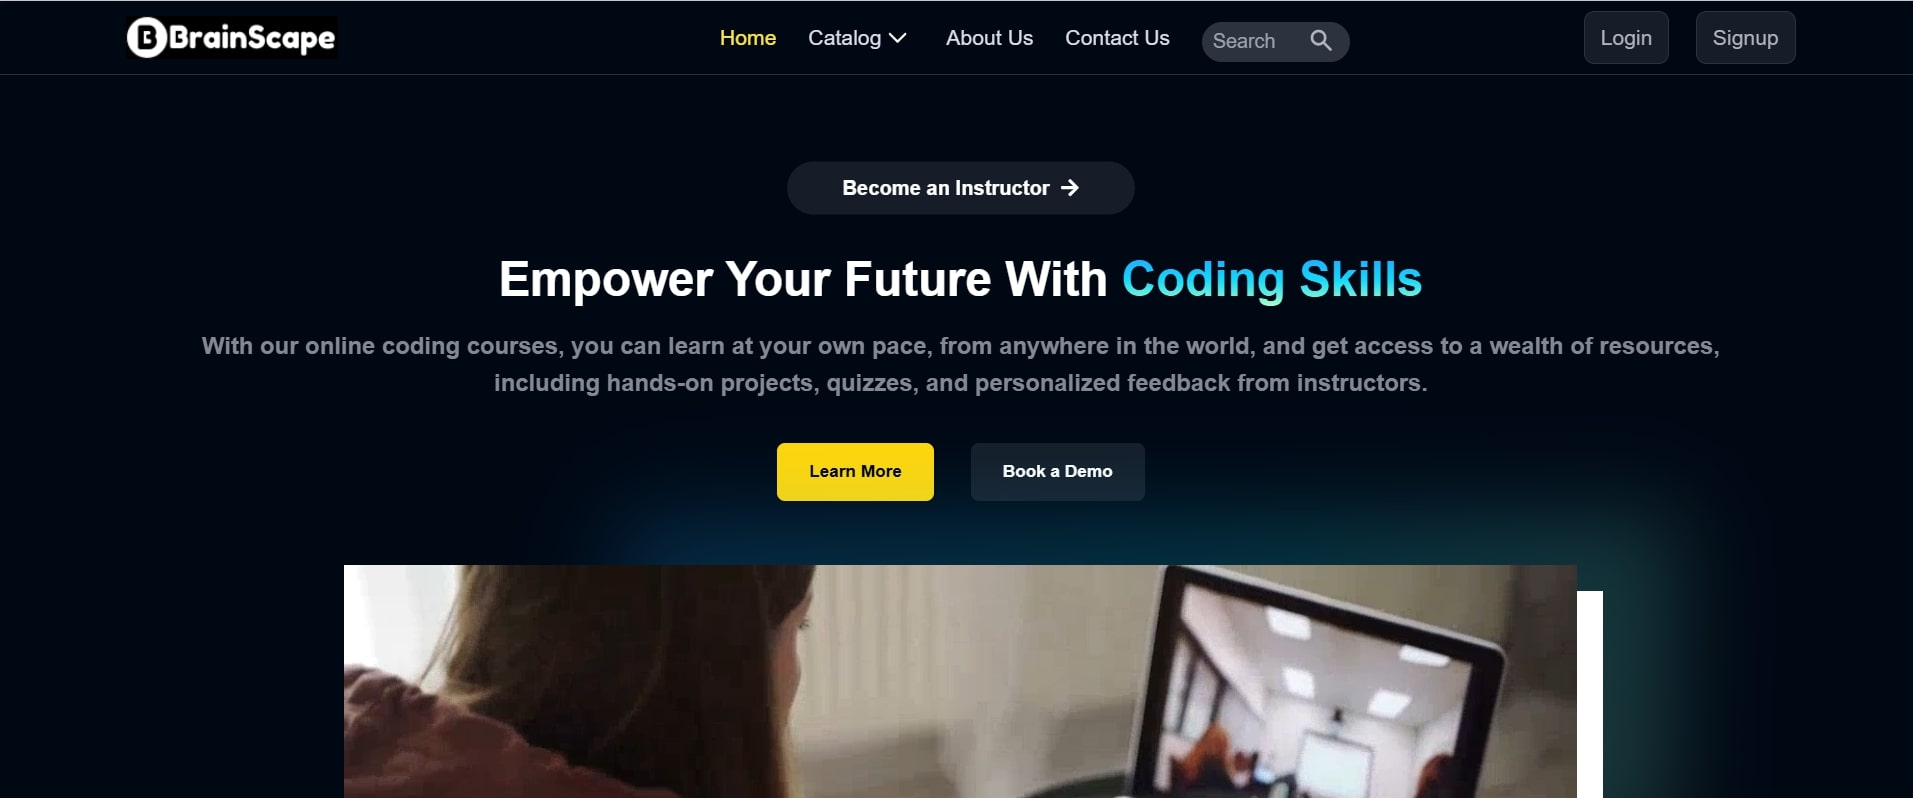 BBrainScape
Home Catalog About Us Contact Us Search Login Signup
Become an Instructor →
Empower Your Future With Coding Skills
With our online coding courses, you can learn at your own pace, from anywhere in the world, and get access to a wealth of resources,
including hands-on projects, quizzes, and personalized feedback from instructors.
Learn More Book a Demo